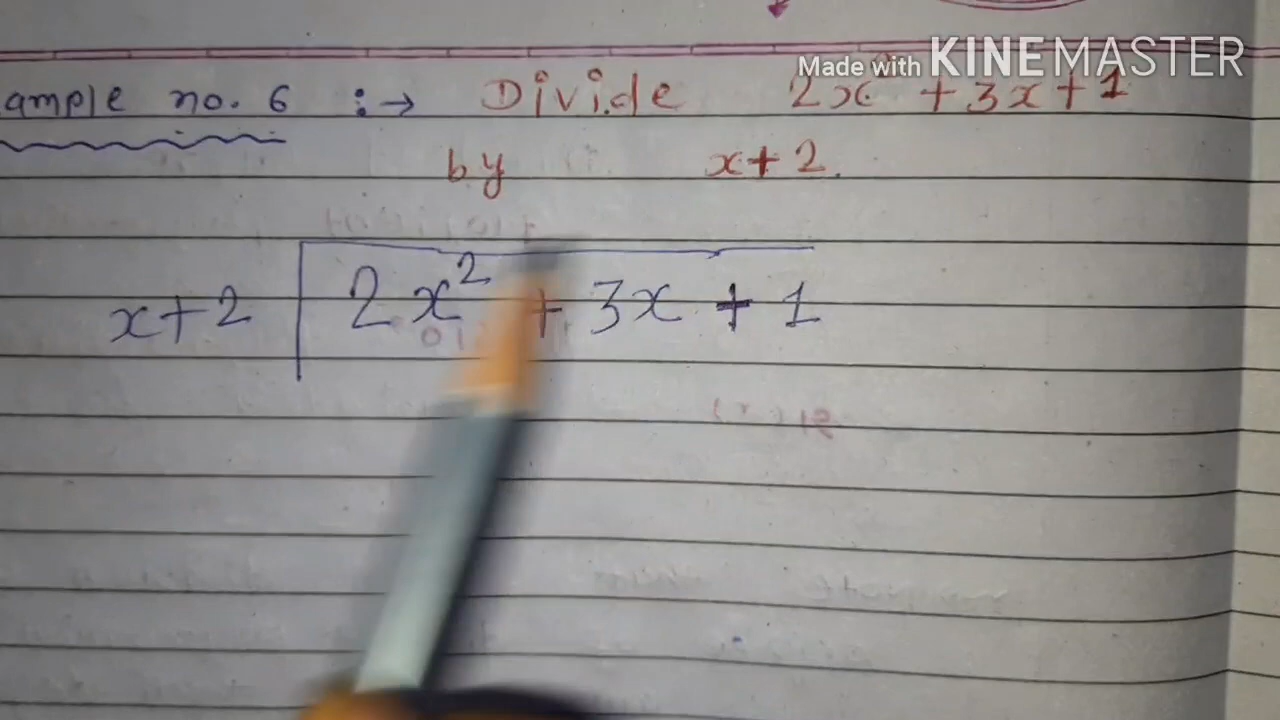 Made with KINEMASTER
ample no. 6 :→ Divide 2x + 3x + 1
by x + 2.
x + 2 2x² + 3x + 1